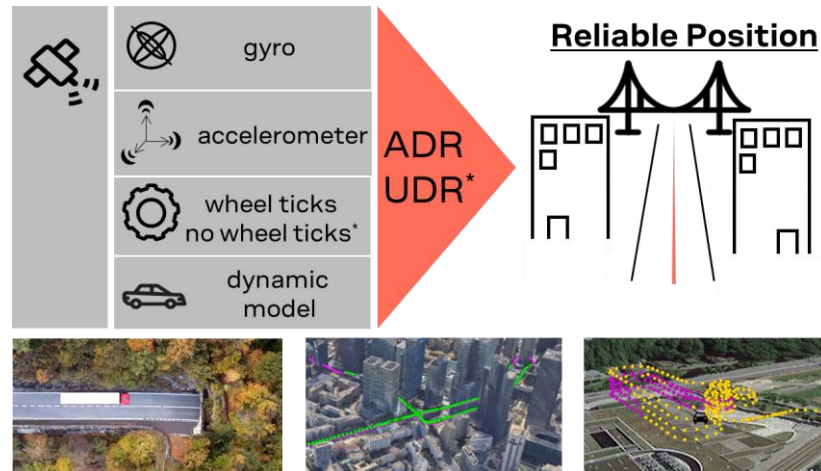 gyro
accelerometer
wheel ticks
no wheel ticks*
dynamic
model
ADR
UDR*
Reliable Position